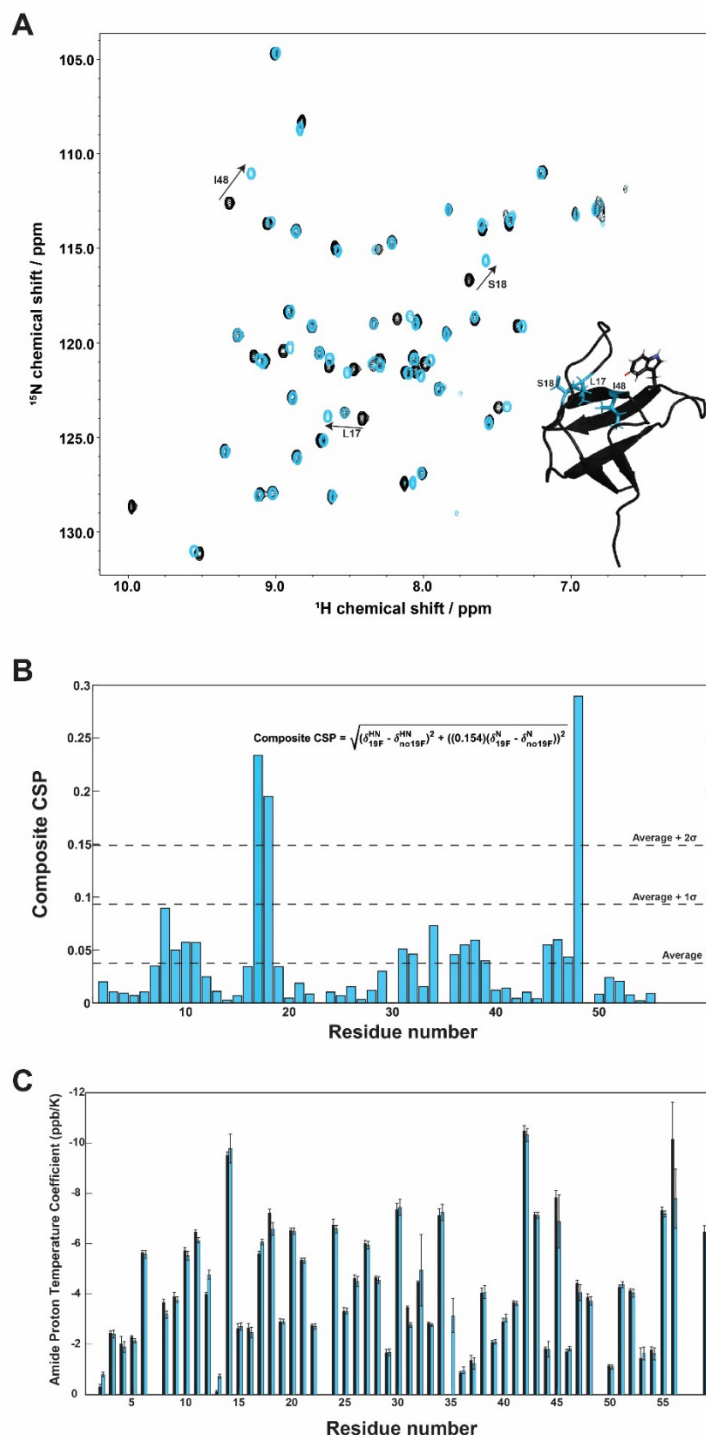 A
105.0
110.0
115.0
120.0
125.0
130.0
¹⁵N chemical shift / ppm
I48
S18
L17
S18
L17
I48
10.0 9.0 8.0 7.0
¹H chemical shift / ppm
B
0.3
0.25
0.2
0.15
0.1
0.05
0
Composite CSP
Composite CSP = √(δ^HN_19F - δ^HN_no19F)² + ((0.154)(δ^N_19F - δ^N_no19F))²
Average + 2σ
Average + 1σ
Average
10 20 30 40 50
Residue number
C
-12
-10
-8
-6
-4
-2
0
Amide Proton Temperature Coefficient (ppb/K)
5 10 15 20 25 30 35 40 45 50 55
Residue number